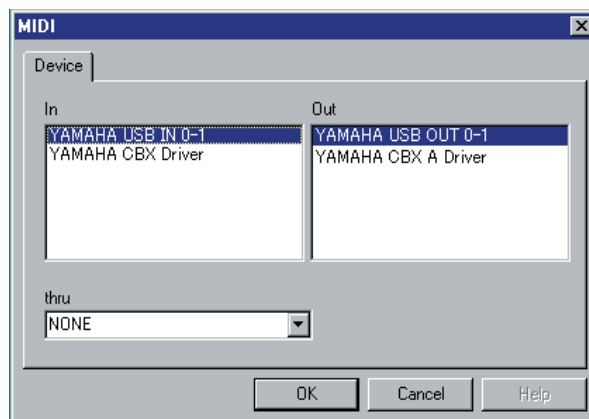 MIDI
Device
In
Out
YAMAHA USB IN 0-1
YAMAHA USB OUT 0-1
YAMAHA CBX Driver
YAMAHA CBX A Driver
thru
NONE
OK
Cancel
Help